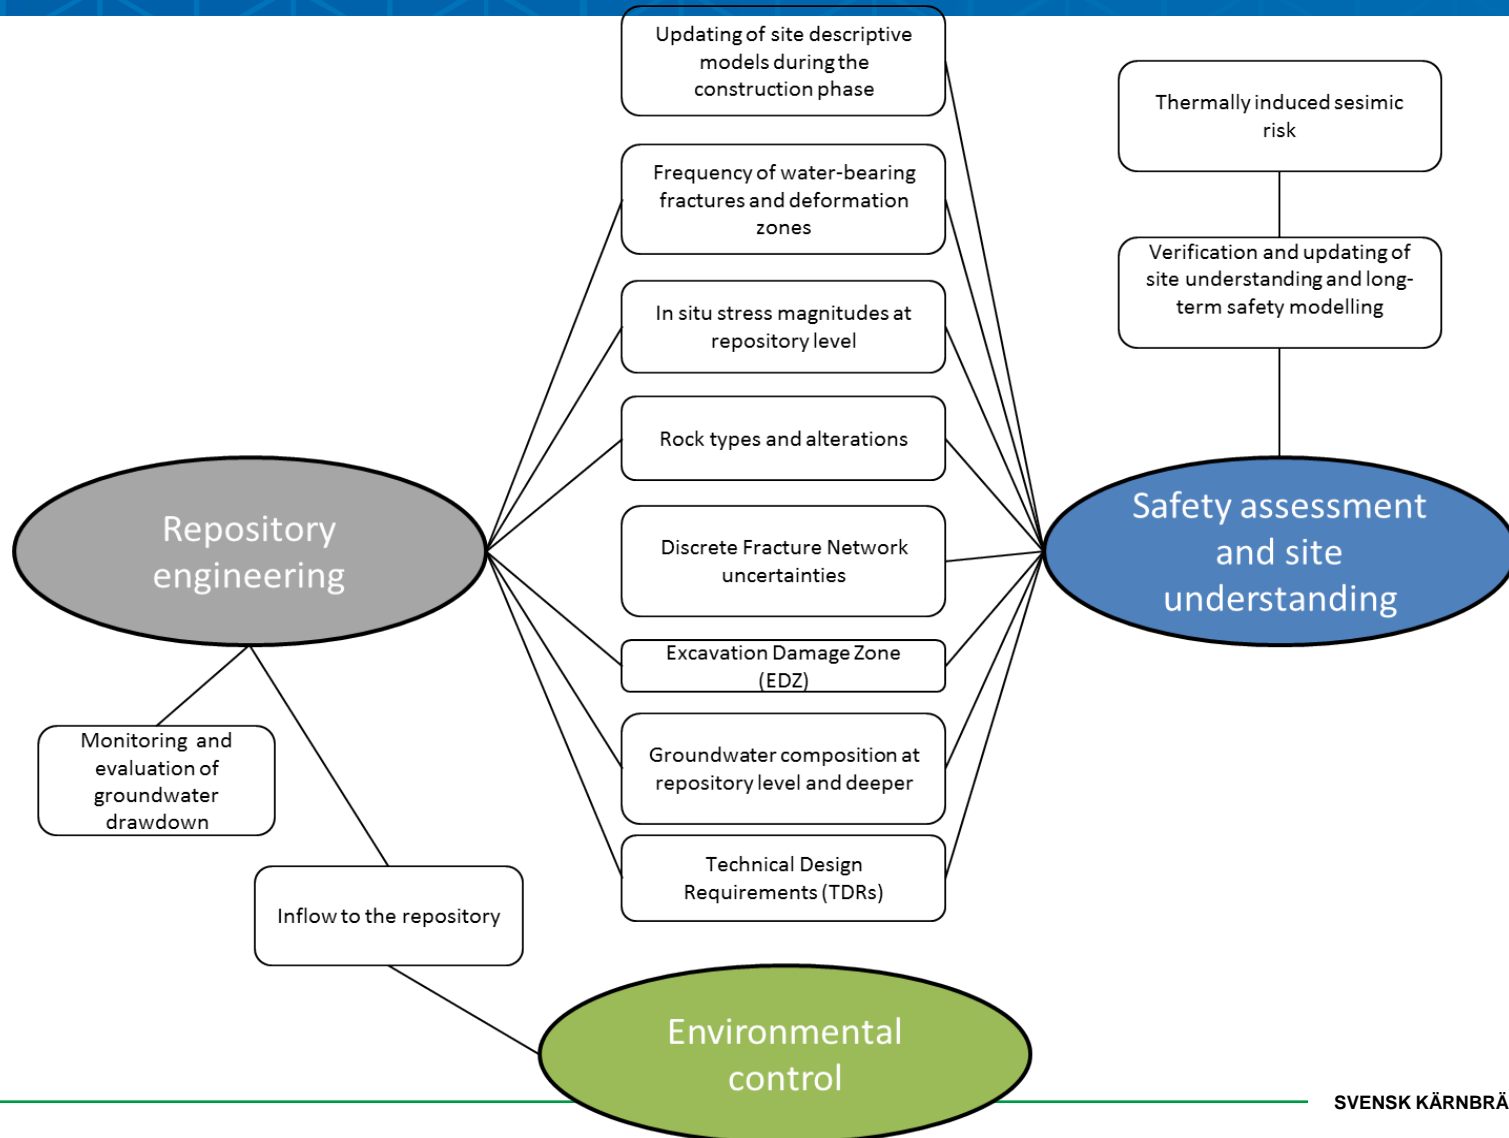 Updating of site descriptive
models during the
construction phase
Thermally induced sesimic
risk
Frequency of water-bearing
fractures and deformation
zones
Verification and updating of
site understanding and long-
term safety modelling
In situ stress magnitudes at
repository level
Rock types and alterations
Repository
engineering
Discrete Fracture Network
uncertainties
Safety assessment
and site
understanding
Excavation Damage Zone
(EDZ)
Monitoring and
evaluation of
groundwater
drawdown
Groundwater composition at
repository level and deeper
Technical Design
Requirements (TDRs)
Inflow to the repository
Environmental
control
SVENSK KÄRNBRÄ